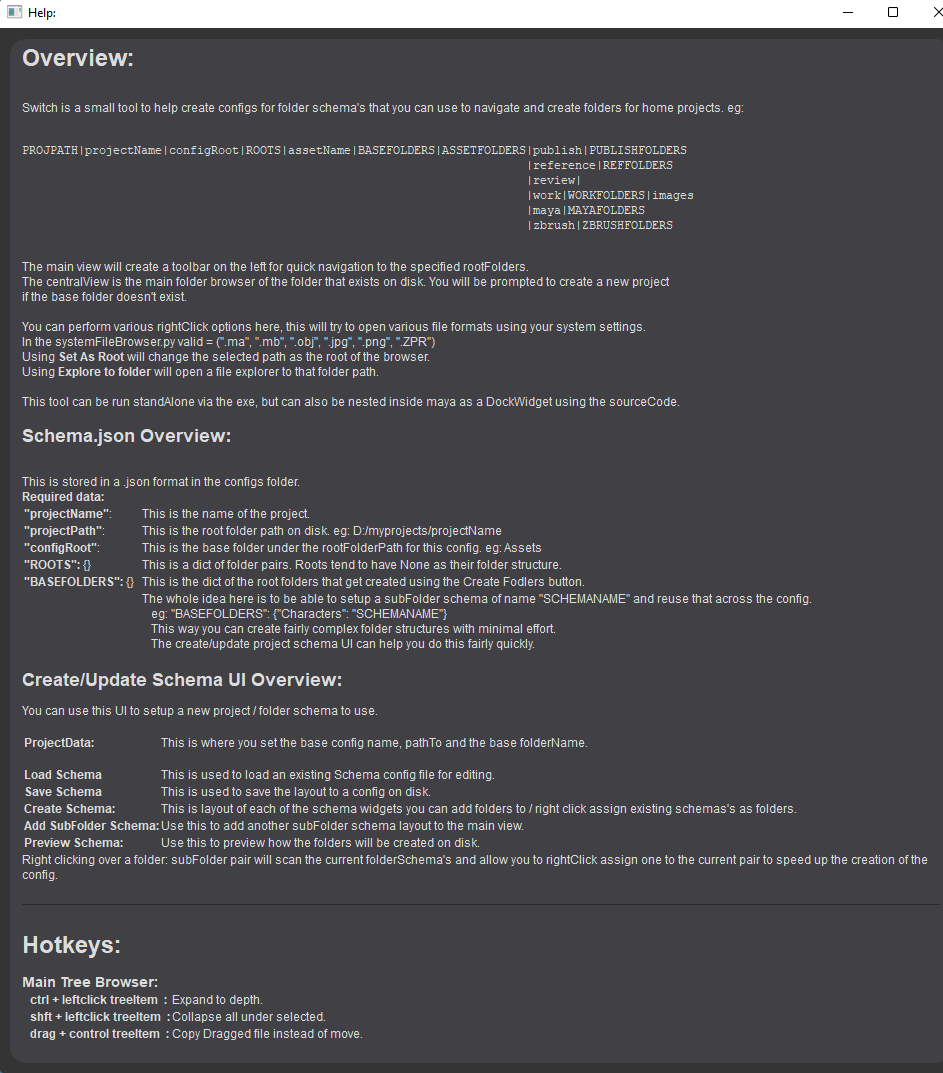 Help:
Overview:
Switch is a small tool to help create configs for folder schema's that you can use to navigate and create folders for home projects. eg:
PROJPATH|projectName|configRoot|ROOTS|assetName|BASEFOLDERS|ASSETFOLDERS|publish|PUBLISHFOLDERS
|reference|REFFOLDERS
|review|
|work|WORKFOLDERS|images
|maya|MAYAFOLDERS
|zbrush|ZBRUSHFOLDERS
The main view will create a toolbar on the left for quick navigation to the specified rootFolders.
The centralView is the main folder browser of the folder that exists on disk. You will be prompted to create a new project
if the base folder doesn't exist.
You can perform various rightClick options here, this will try to open various file formats using your system settings.
In the systemFileBrowser.py valid = (".ma", ".mb", ".obj", ".jpg", ".png", ".ZPR")
Using Set As Root will change the selected path as the root of the browser.
Using Explore to folder will open a file explorer to that folder path.
This tool can be run standAlone via the exe, but can also be nested inside maya as a DockWidget using the sourceCode.
Schema.json Overview:
This is stored in a .json format in the configs folder.
Required data:
"projectName": This is the name of the project.
"projectPath": This is the root folder path on disk. eg: D:/myprojects/projectName
"configRoot": This is the base folder under the rootFolderPath for this config. eg: Assets
"ROOTS": {} This is a dict of folder pairs. Roots tend to have None as their folder structure.
"BASEFOLDERS": {} This is the dict of the root folders that get created using the Create Fodlers button.
The whole idea here is to be able to setup a subFolder schema of name "SCHEMANAME" and reuse that across the config.
eg: "BASEFOLDERS": {"Characters": "SCHEMANAME"}
This way you can create fairly complex folder structures with minimal effort.
The create/update project schema UI can help you do this fairly quickly.
Create/Update Schema UI Overview:
You can use this UI to setup a new project / folder schema to use.
ProjectData: This is where you set the base config name, pathTo and the base folderName.
Load Schema This is used to load an existing Schema config file for editing.
Save Schema This is used to save the layout to a config on disk.
Create Schema: This is layout of each of the schema widgets you can add folders to / right click assign existing schemas's as folders.
Add SubFolder Schema: Use this to add another subFolder schema layout to the main view.
Preview Schema: Use this to preview how the folders will be created on disk.
Right clicking over a folder: subFolder pair will scan the current folderSchema's and allow you to rightClick assign one to the current pair to speed up the creation of the
config.
Hotkeys:
Main Tree Browser:
ctrl + leftclick treeItem : Expand to depth.
shft + leftclick treeItem : Collapse all under selected.
drag + control treeItem : Copy Dragged file instead of move.